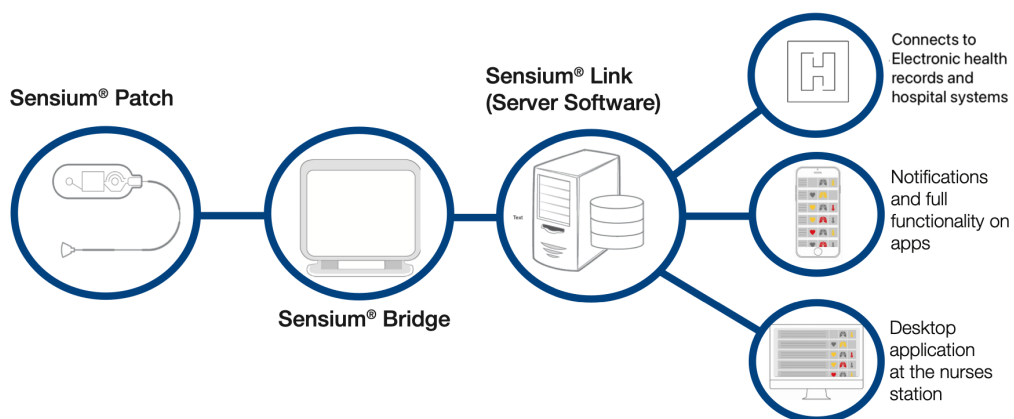 Sensium® Patch
Sensium® Bridge
Sensium® Link
(Server Software)
Test
Connects to
Electronic health
records and
hospital systems
Notifications
and full
functionality on
apps
Desktop
application
at the nurses
station